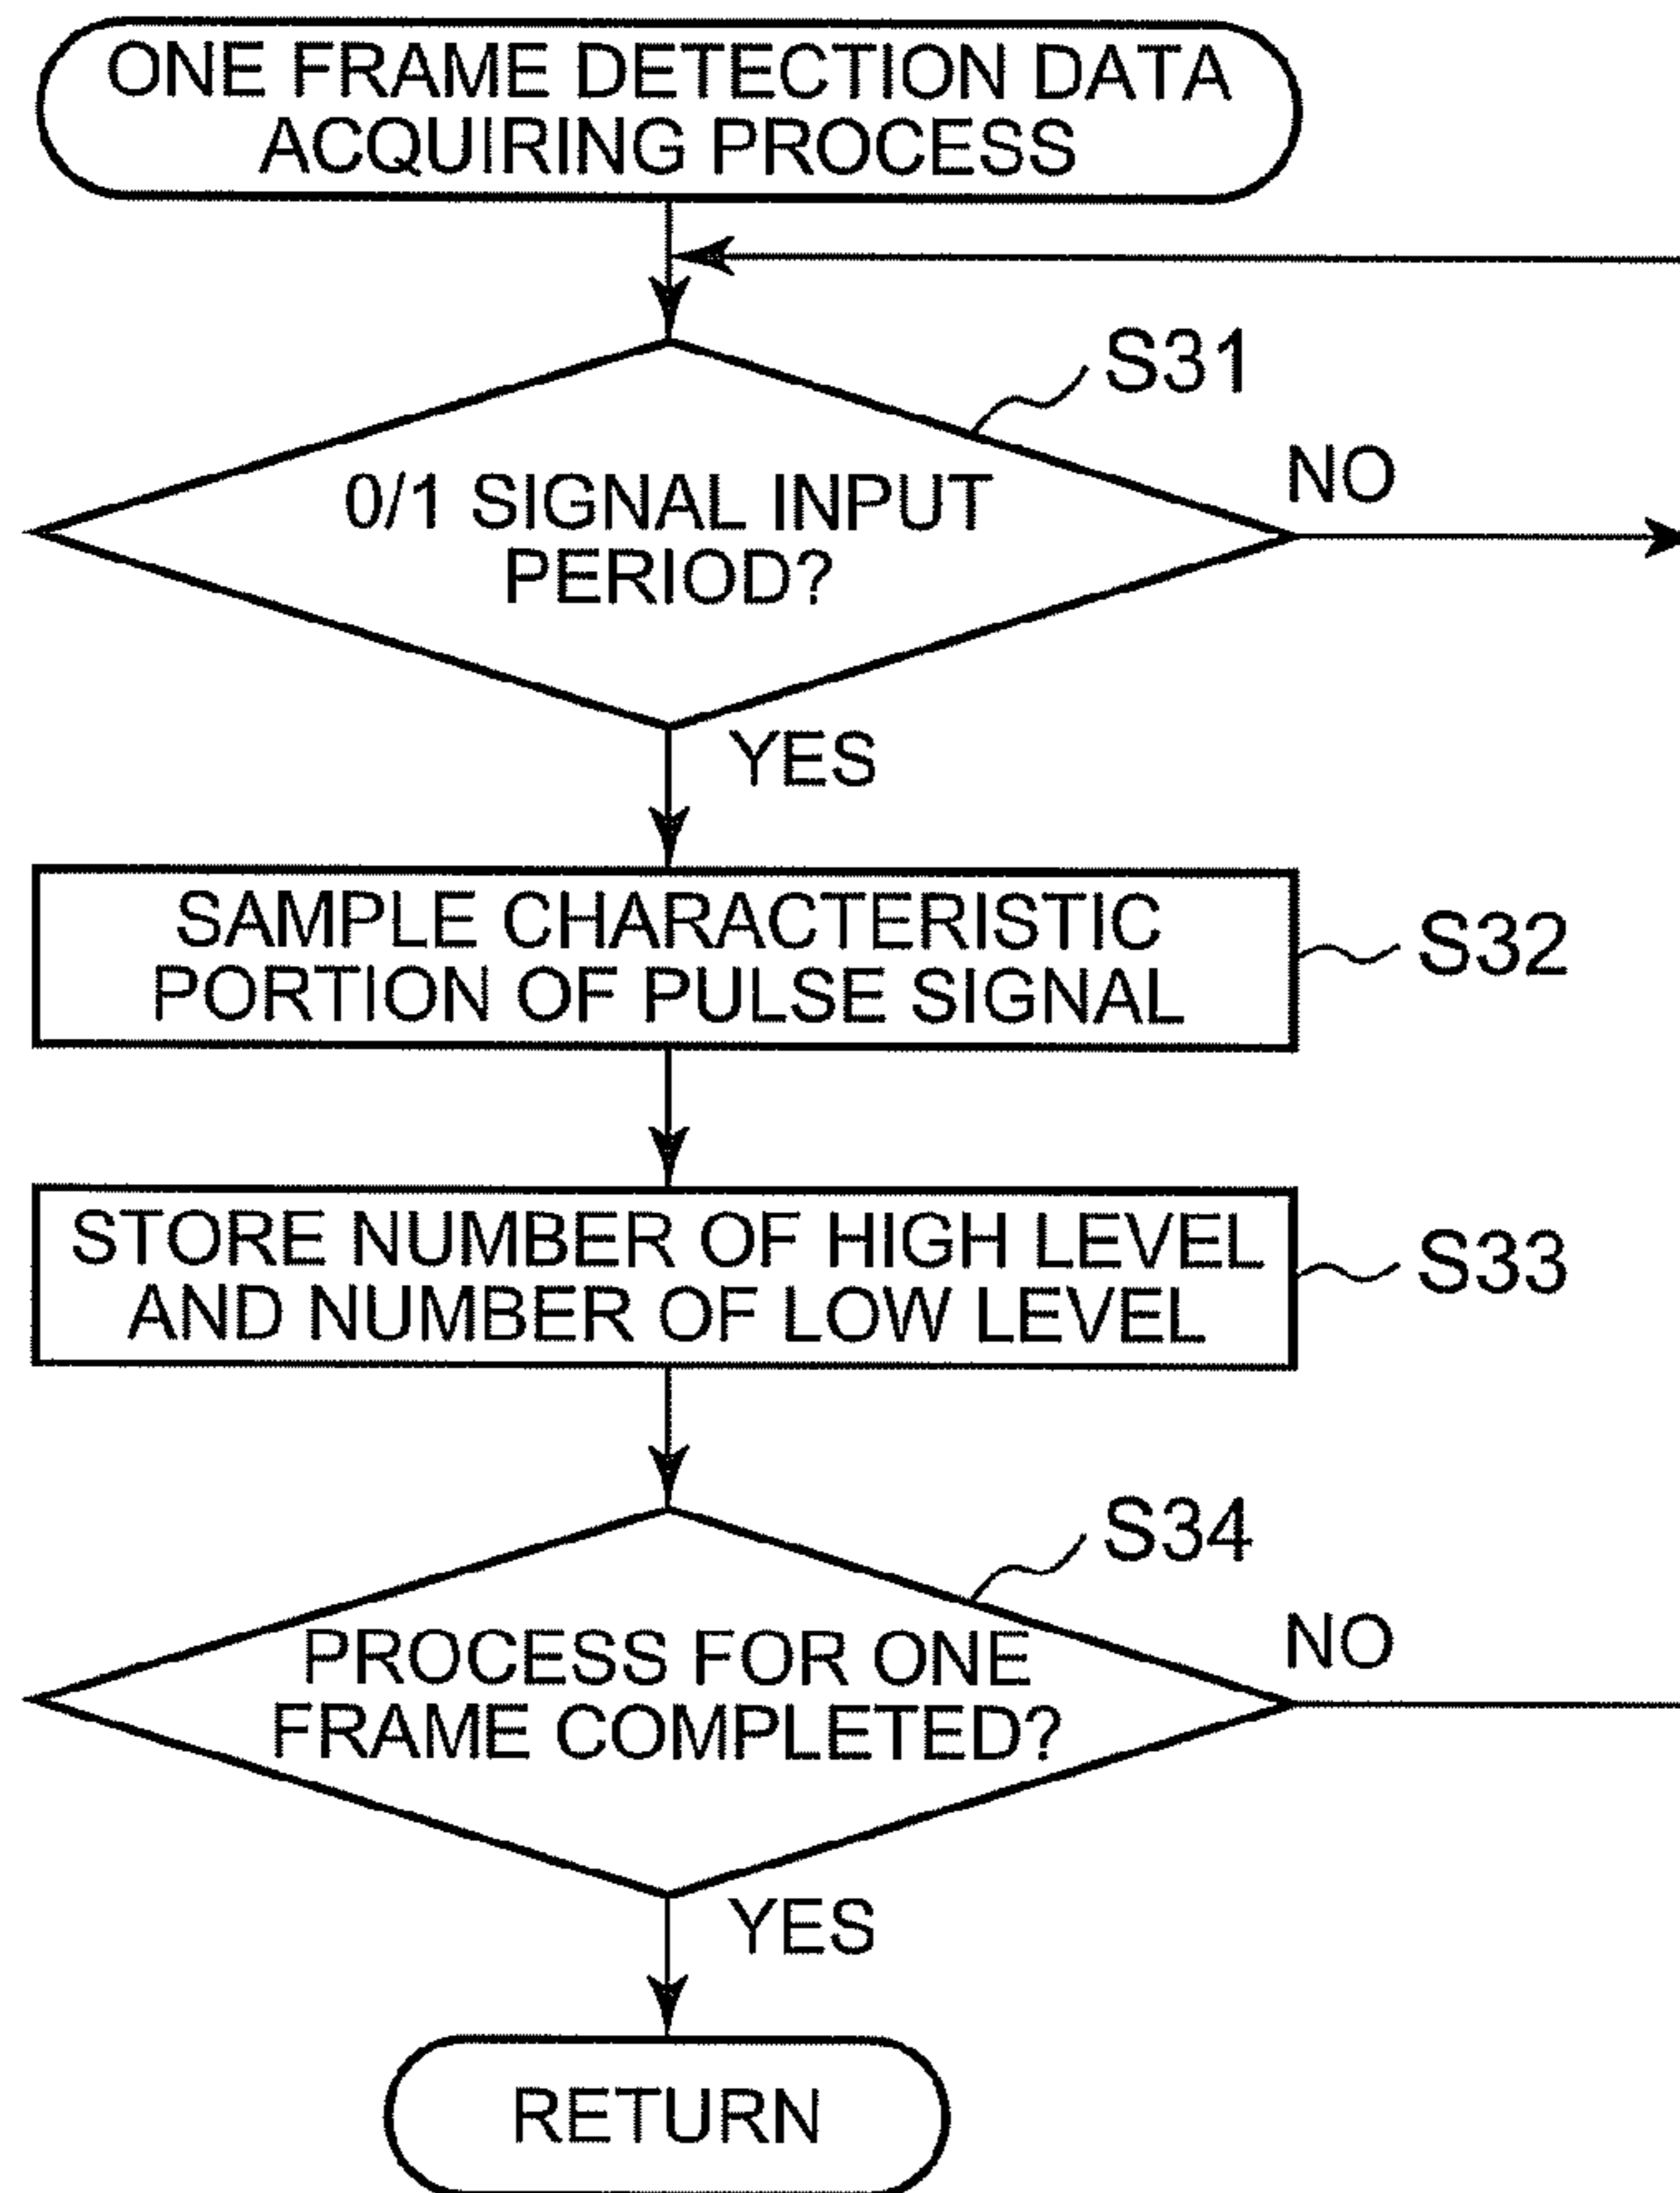 ONE FRAME DETECTION DATA
ACQUIRING PROCESS
S31
0/1 SIGNAL INPUT
PERIOD?
NO
YES
SAMPLE CHARACTERISTIC
PORTION OF PULSE SIGNAL
S32
STORE NUMBER OF HIGH LEVEL
AND NUMBER OF LOW LEVEL
S33
S34
PROCESS FOR ONE
FRAME COMPLETED?
NO
YES
RETURN